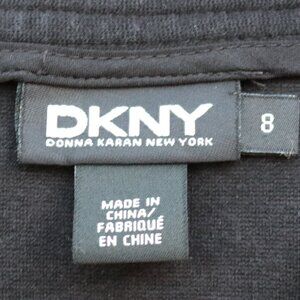 DKNY
DONNA KARAN NEW YORK
8
MADE IN
CHINA/
FABRIQUÉ
EN CHINE